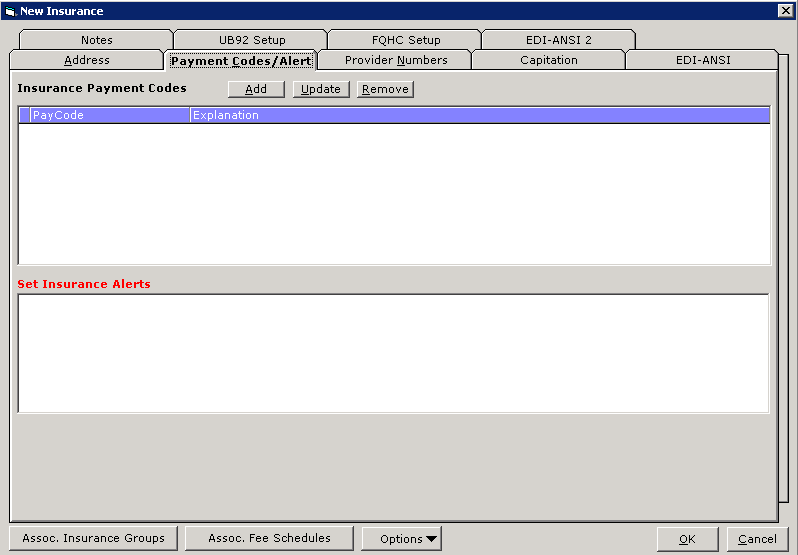 New Insurance
Notes UB92 Setup FQHC Setup EDI-ANSI 2
Address Payment Codes/Alert Provider Numbers Capitation EDI-ANSI
Insurance Payment Codes Add Update Remove
PayCode Explanation
Set Insurance Alerts
Assoc. Insurance Groups Assoc. Fee Schedules Options OK Cancel